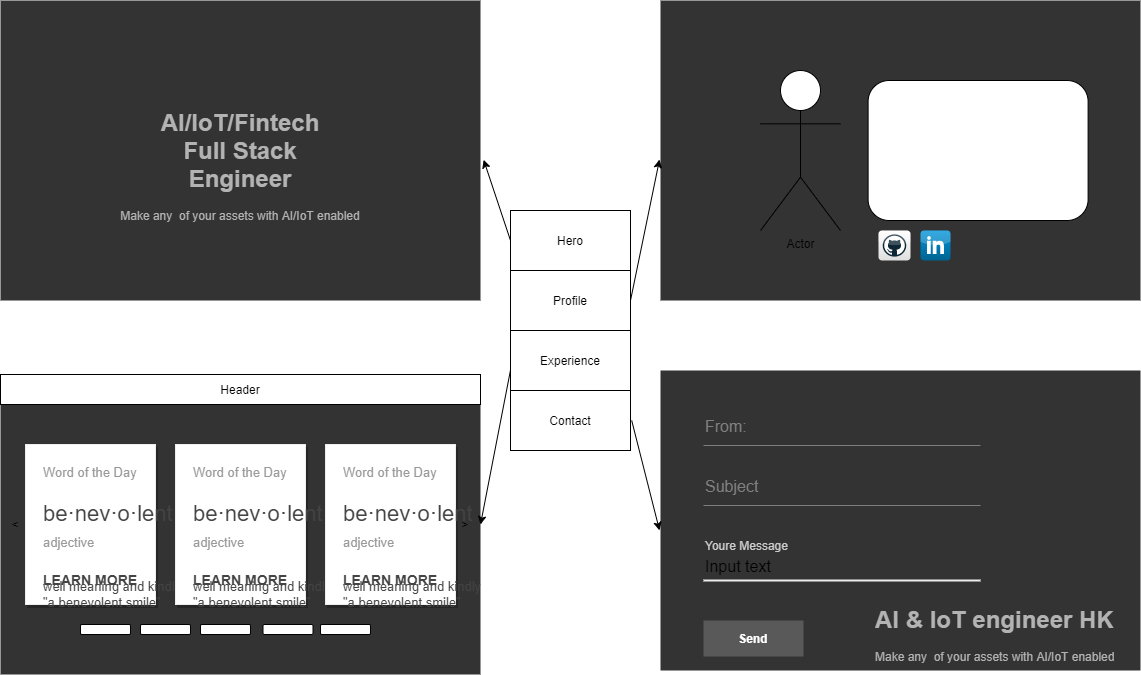 AI/IoT/Fintech
Full Stack
Engineer
Make any  of your assets with AI/IoT enabled
Actor
in
Hero
Profile
Experience
Contact
Header
Word of the Day
be·nev·o·lent
adjective
LEARN MORE
well meaning and kindly
"a benevolent smile"
Word of the Day
be·nev·o·lent
adjective
LEARN MORE
well meaning and kindly
"a benevolent smile"
Word of the Day
be·nev·o·lent
adjective
LEARN MORE
well meaning and kindly
"a benevolent smile"
<
>
From:
Subject
Youre Message
Input text
Send
AI & IoT engineer HK
Make any  of your assets with AI/IoT enabled